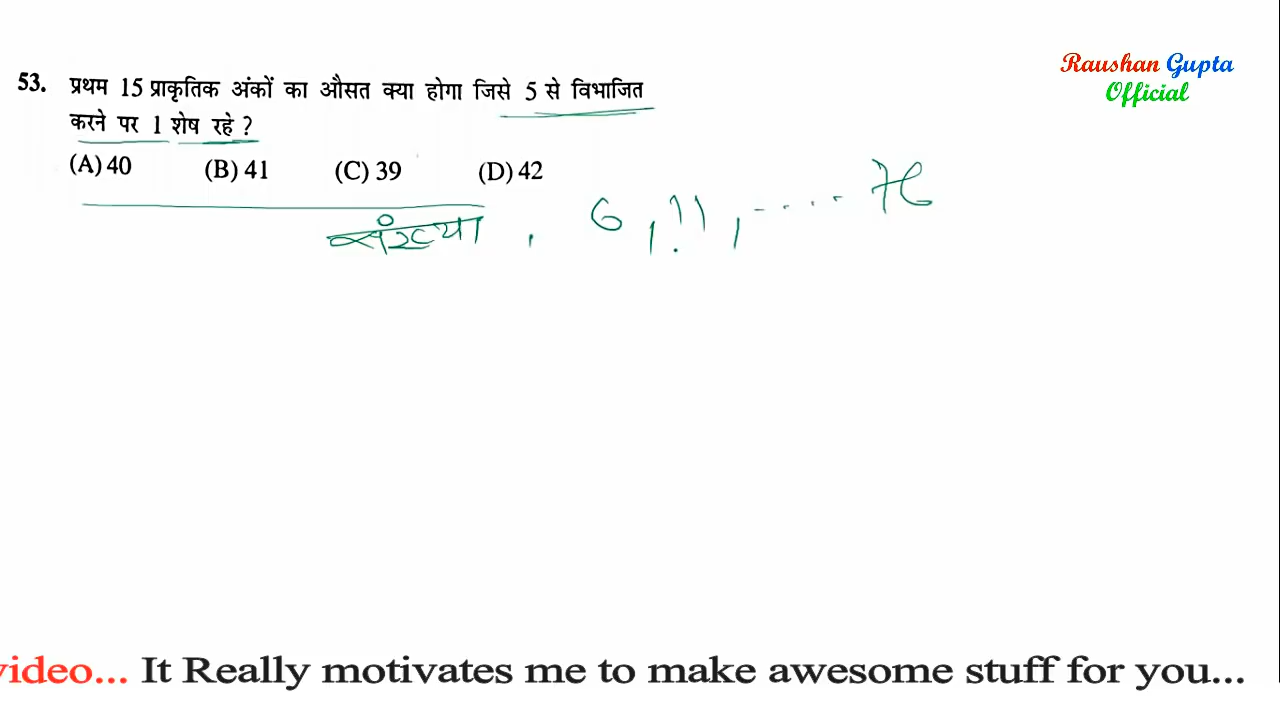 Raushan Gupta
Official
53. प्रथम 15 प्राकृतिक अंकों का औसत क्या होगा जिसे 5 से विभाजित
करने पर 1 शेष रहे ?
(A) 40 (B) 41 (C) 39 (D) 42
संख्या , 6 , 11 , ------ 76
video... It Really motivates me to make awesome stuff for you...